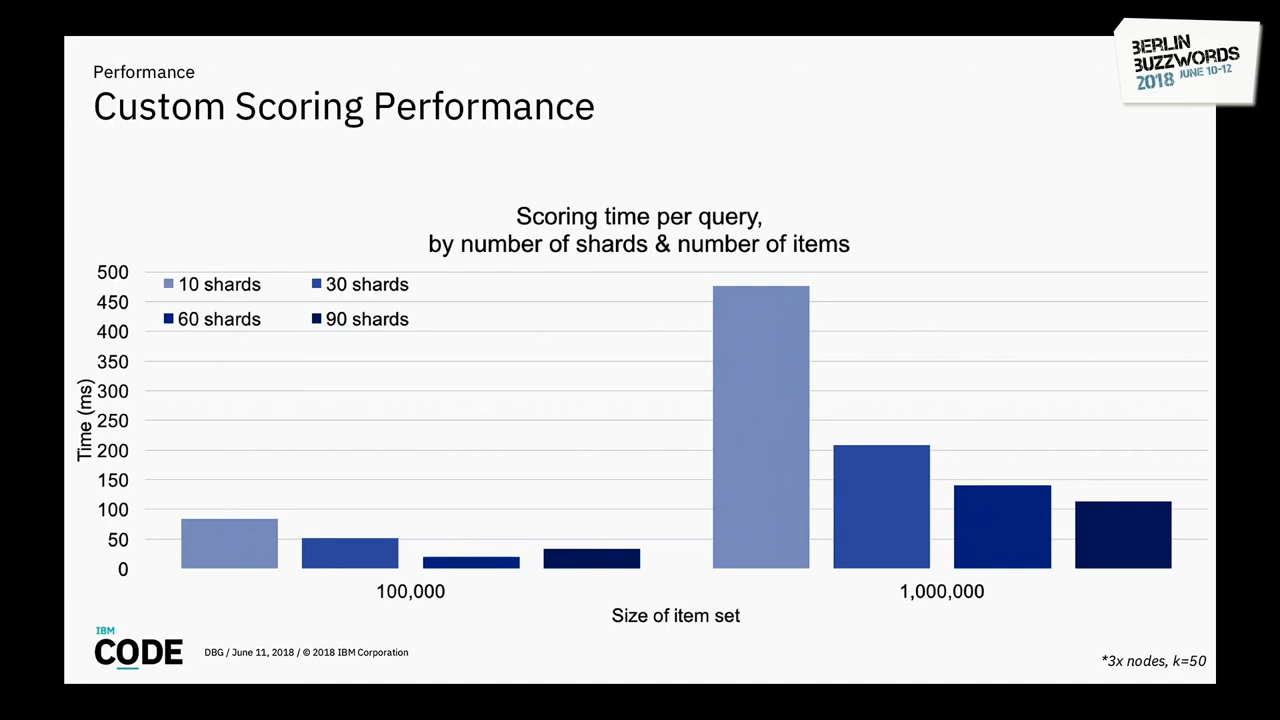 BERLIN
BUZZWORDS
2018 JUNE 10-12
Performance
Custom Scoring Performance
Scoring time per query,
by number of shards & number of items
10 shards
30 shards
60 shards
90 shards
Time (ms)
500
450
400
350
300
250
200
150
100
50
0
100,000
1,000,000
Size of item set
IBM
CODE
DBG / June 11, 2018 / © 2018 IBM Corporation
*3x nodes, k=50